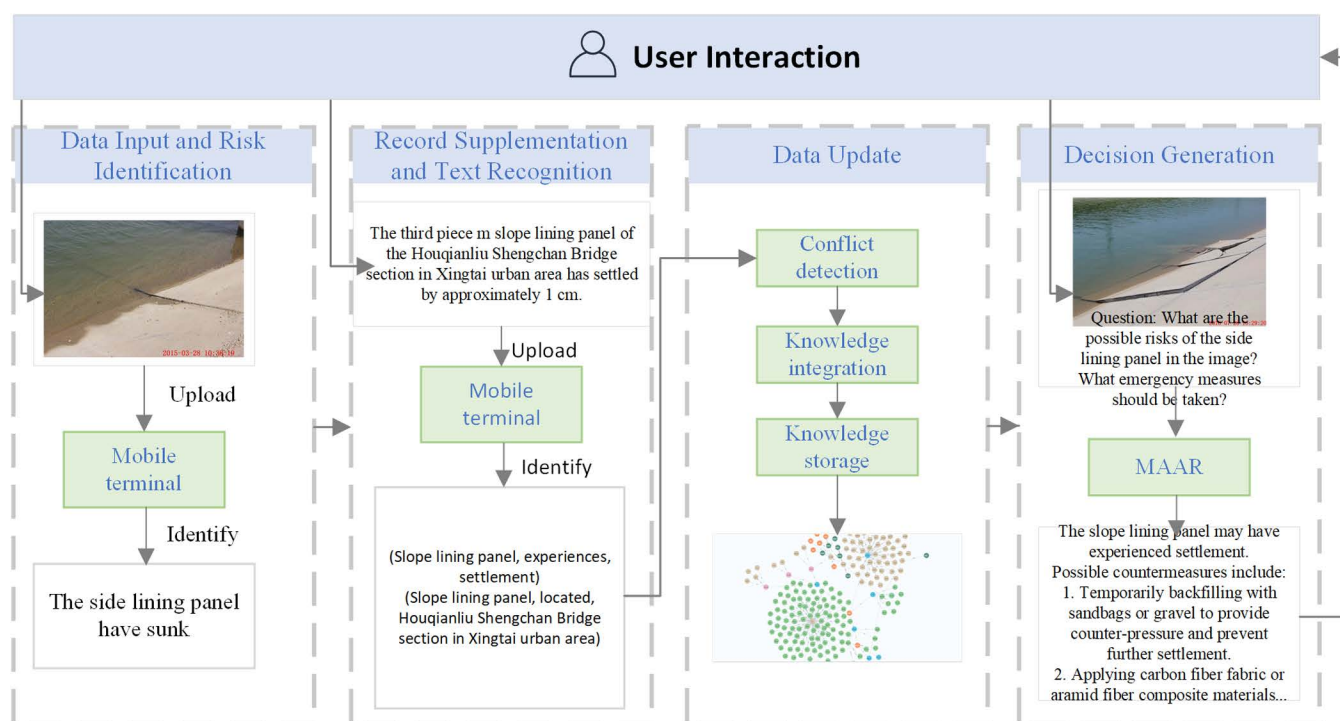 User Interaction
Data Input and Risk
Identification
2015-03-28 10:36:19
Upload
Mobile
terminal
Identify
The side lining panel
have sunk
Record Supplementation
and Text Recognition
The third piece m slope lining panel of
the Houqianliu Shengchan Bridge
section in Xingtai urban area has settled
by approximately 1 cm.
Upload
Mobile
terminal
Identify
(Slope lining panel, experiences,
settlement)
(Slope lining panel, located,
Houqianliu Shengchan Bridge
section in Xingtai urban area)
Data Update
Conflict
detection
Knowledge
integration
Knowledge
storage
Decision Generation
Question: What are the
possible risks of the side
lining panel in the image?
What emergency measures
should be taken?
MAAR
The slope lining panel may have
experienced settlement.
Possible countermeasures include:
1. Temporarily backfilling with
sandbags or gravel to provide
counter-pressure and prevent
further settlement.
2. Applying carbon fiber fabric or
aramid fiber composite materials...